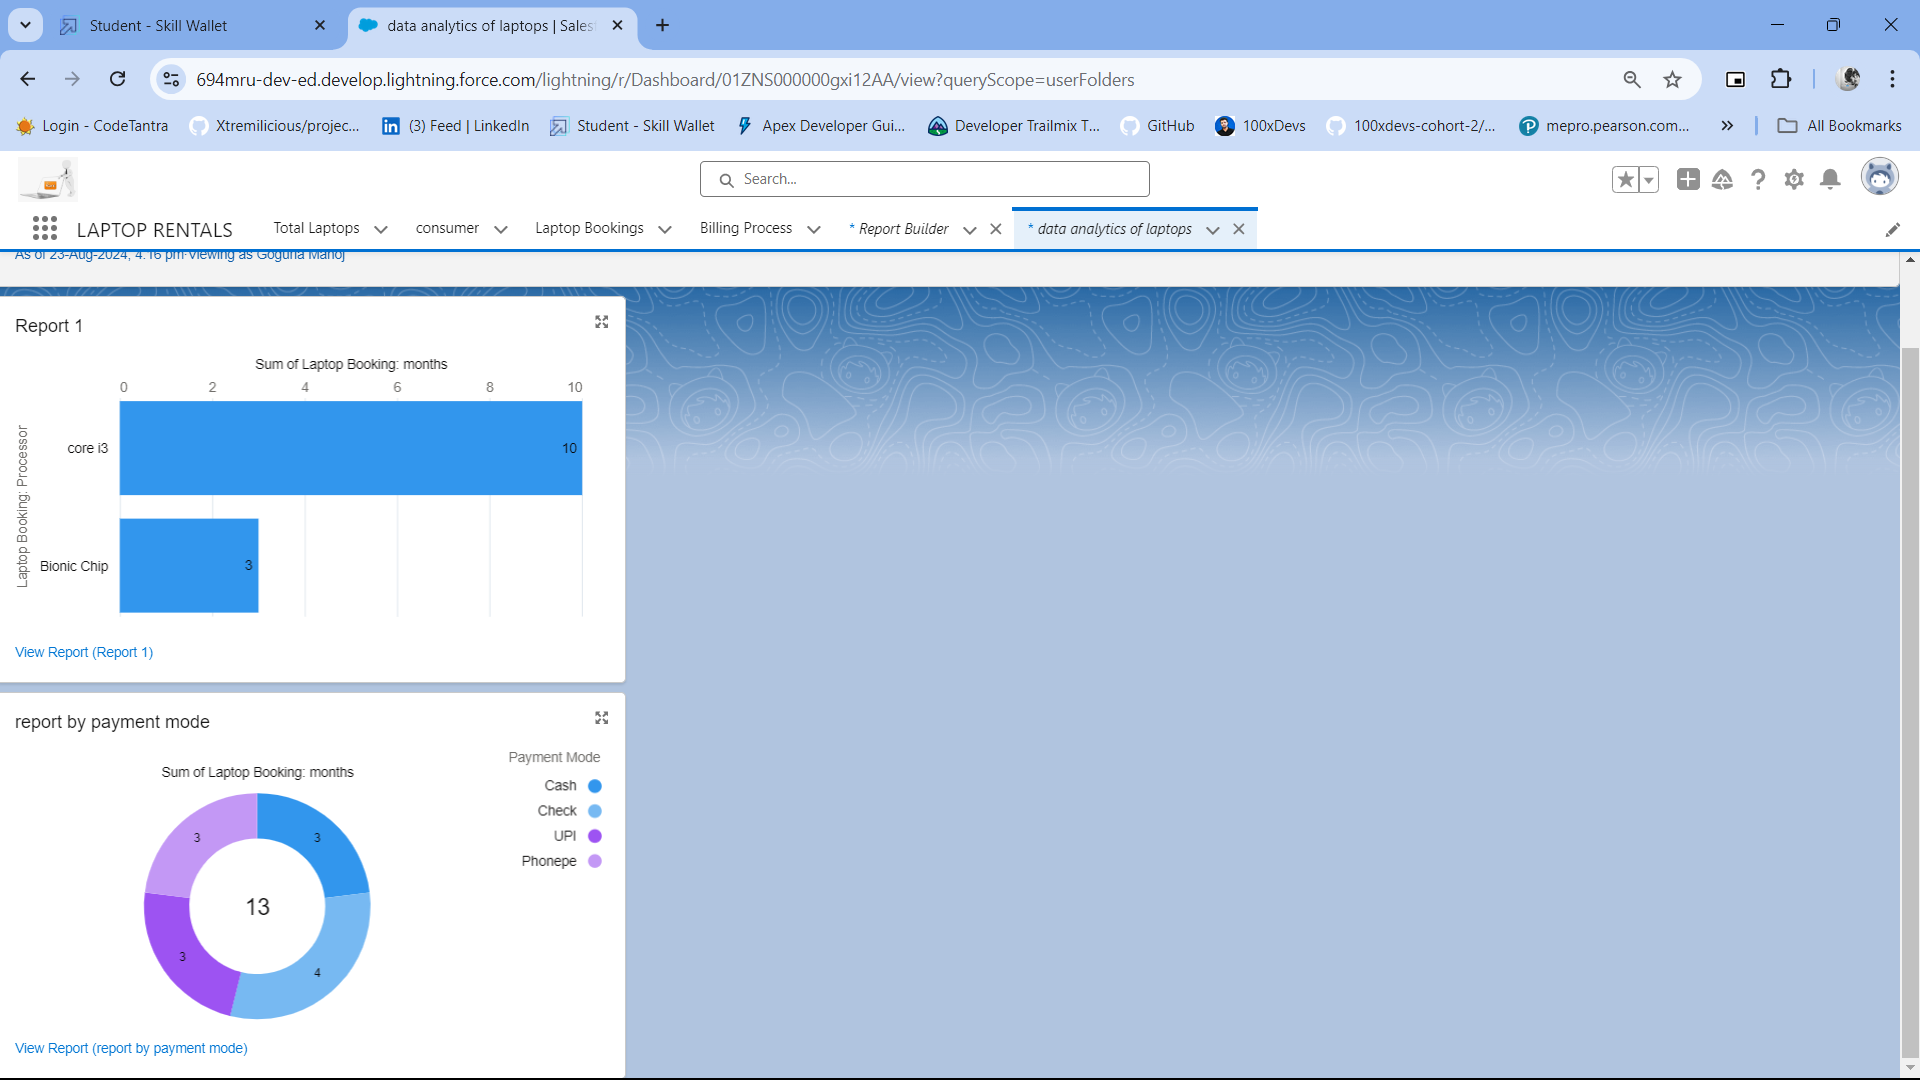 Student - Skill Wallet
data analytics of laptops | Sales
694mru-dev-ed.develop.lightning.force.com/lightning/r/Dashboard/01ZNS000000gxi12AA/view?queryScope=userFolders
Login - CodeTantra
Xtremilicious/projec...
(3) Feed | LinkedIn
Student - Skill Wallet
Apex Developer Gui...
Developer Trailmix T...
GitHub
100xDevs
100xdevs-cohort-2/...
mepro.pearson.com...
All Bookmarks
Search...
LAPTOP RENTALS
Total Laptops
consumer
Laptop Bookings
Billing Process
* Report Builder
* data analytics of laptops
As of 23-Aug-2024, 4:16 pm·Viewing as Goguna Manoj
Report 1
Sum of Laptop Booking: months
0 2 4 6 8 10
Laptop Booking: Processor
core i3
10
Bionic Chip
3
View Report (Report 1)
report by payment mode
Payment Mode
Sum of Laptop Booking: months
Cash
Check
UPI
Phonepe
3
3
13
3
4
View Report (report by payment mode)